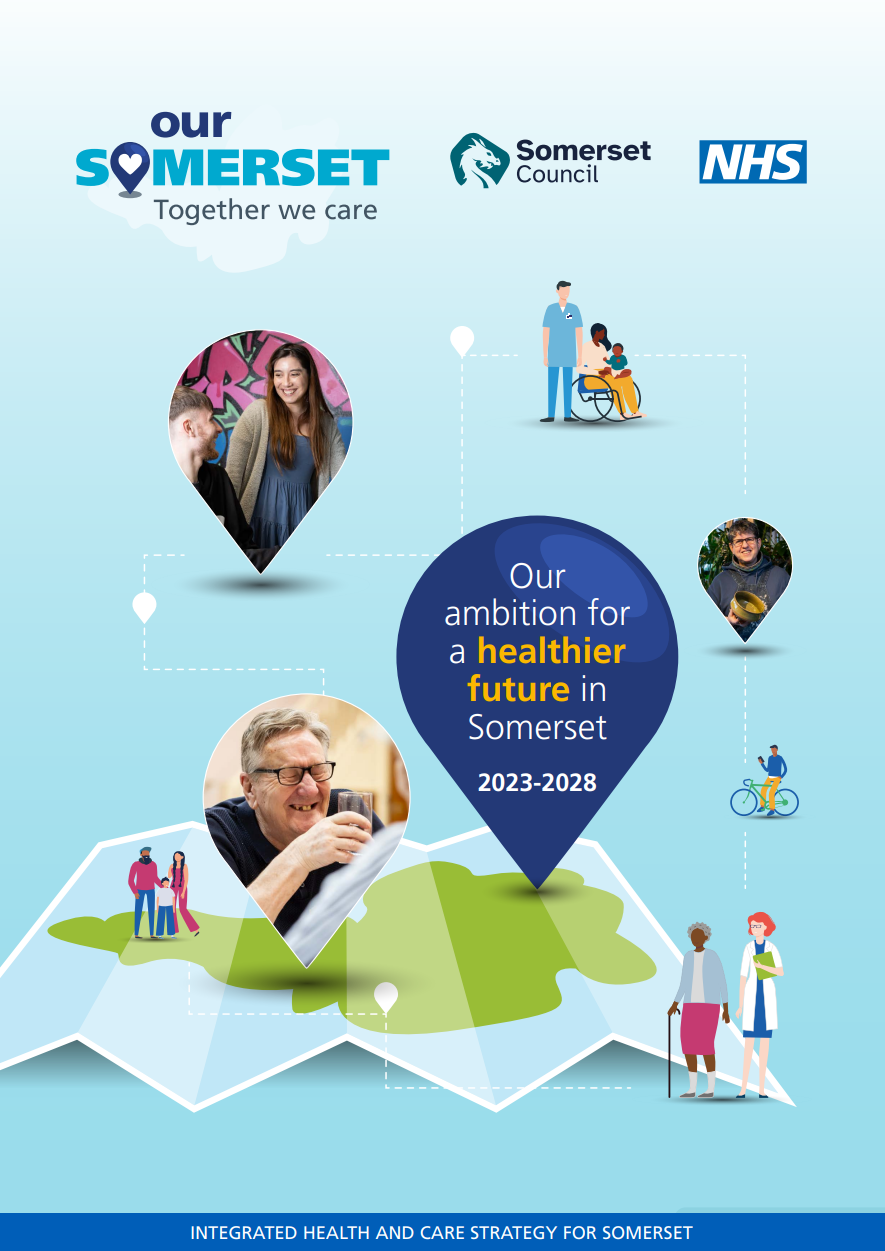 our
SOMERSET
Together we care
Somerset
Council
NHS
Our
ambition for
a healthier
future in
Somerset
2023-2028
INTEGRATED HEALTH AND CARE STRATEGY FOR SOMERSET